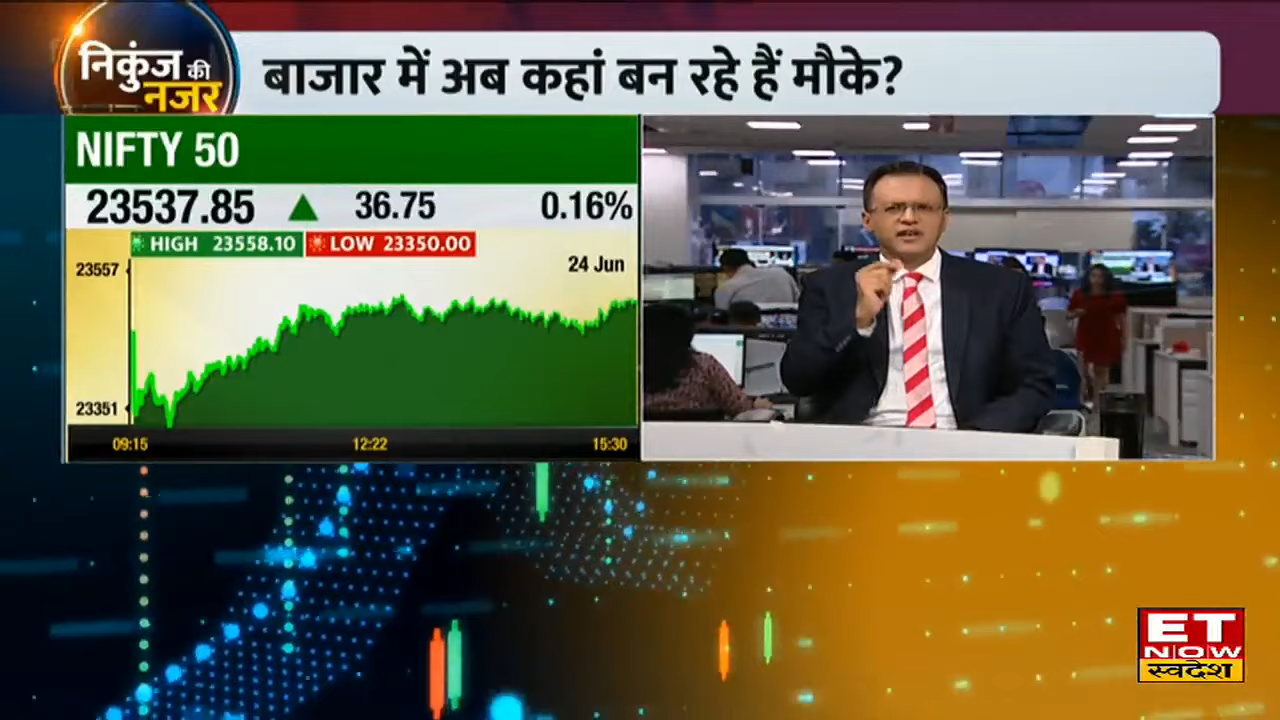 निकुंज की
नजर
बाजार में अब कहां बन रहे हैं मौके?
NIFTY 50
23537.85 ▲ 36.75 0.16%
HIGH 23558.10 LOW 23350.00
24 Jun
23557
23351
09:15 12:22 15:30
ET
NOW
स्वदेश